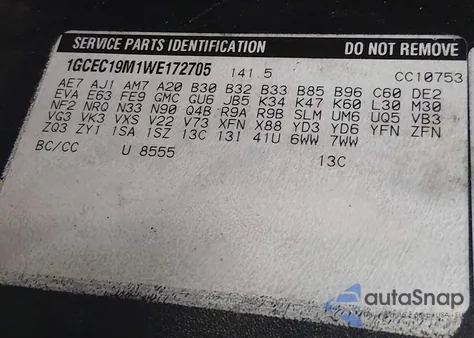 SERVICE PARTS IDENTIFICATION DO NOT REMOVE
1GCEC19M1WE172705 141 5 CC10753
AE7 AJ1 AM7 A20 B30 B32 B33 B85 B96 C60 DE2
EVA E63 FE9 GMC GU6 JB5 K34 K47 K60 L30 M30
NF2 NRQ N33 N90 Q4B R9A R9B SLM UM6 UQ5 VB3
VG3 VK3 VXS V22 V73 XFN X88 YD3 YD6 YFN ZFN
ZQ3 ZY1 1SA 1SZ 13C 13I 41U 6WW 7WW
BC/CC U 8555 13C
autoSnap